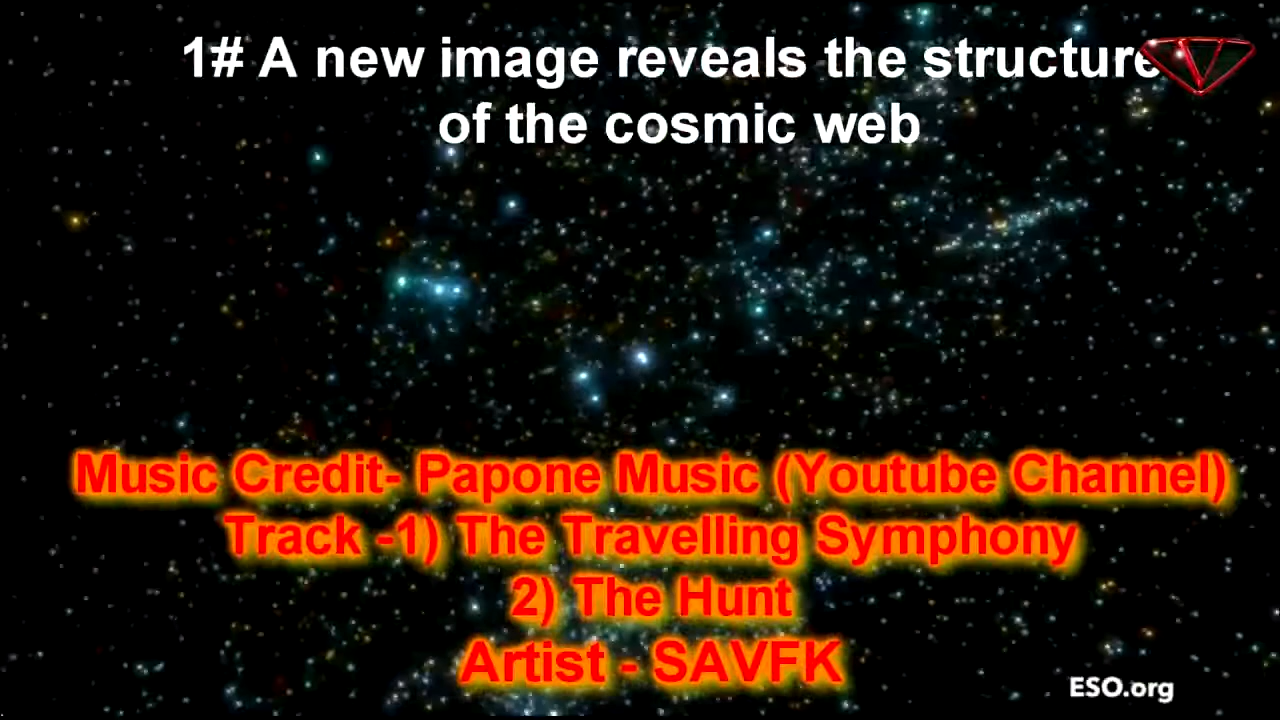 1# A new image reveals the structure
of the cosmic web
Music Credit- Papone Music (Youtube Channel)
Track -1) The Travelling Symphony
2) The Hunt
Artist - SAVFK
ESO.org